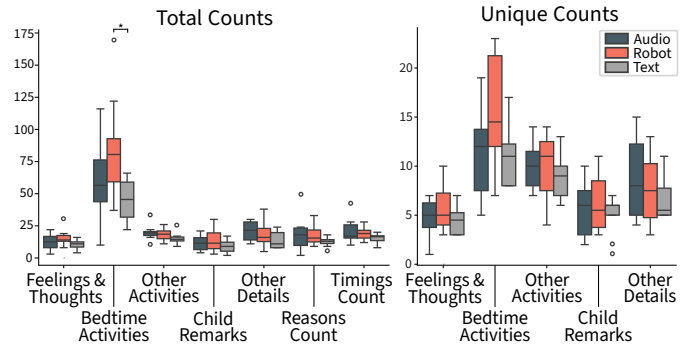 Total Counts
Unique Counts
*
175
150
125
100
75
50
25
0
20
15
10
5
0
Audio
Robot
Text
Feelings &
Thoughts
Bedtime
Activities
Other
Activities
Child
Remarks
Other
Details
Reasons
Count
Timings
Count
Feelings &
Thoughts
Bedtime
Activities
Other
Activities
Child
Remarks
Other
Details